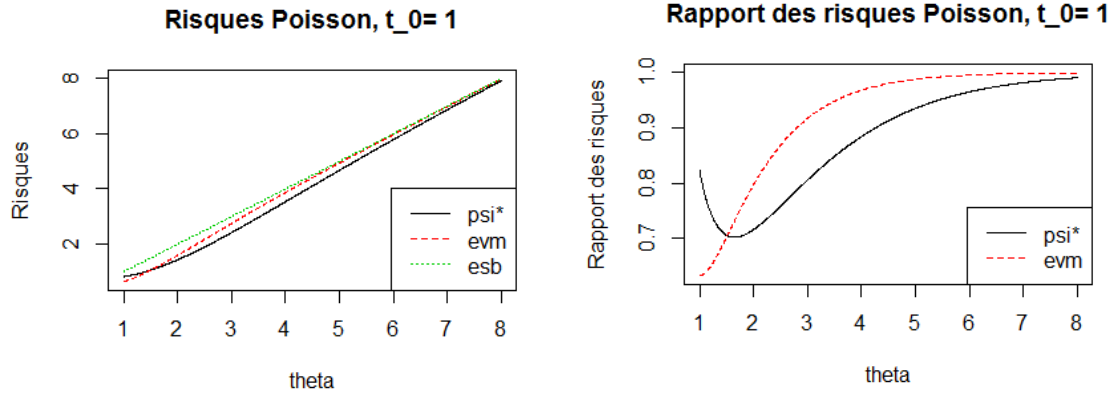 Risques Poisson, t_0= 1
Risques
8
6
4
2
1 2 3 4 5 6 7 8
theta
psi*
evm
esb
Rapport des risques Poisson, t_0= 1
Rapport des risques
1.0
0.9
0.8
0.7
1 2 3 4 5 6 7 8
theta
psi*
evm